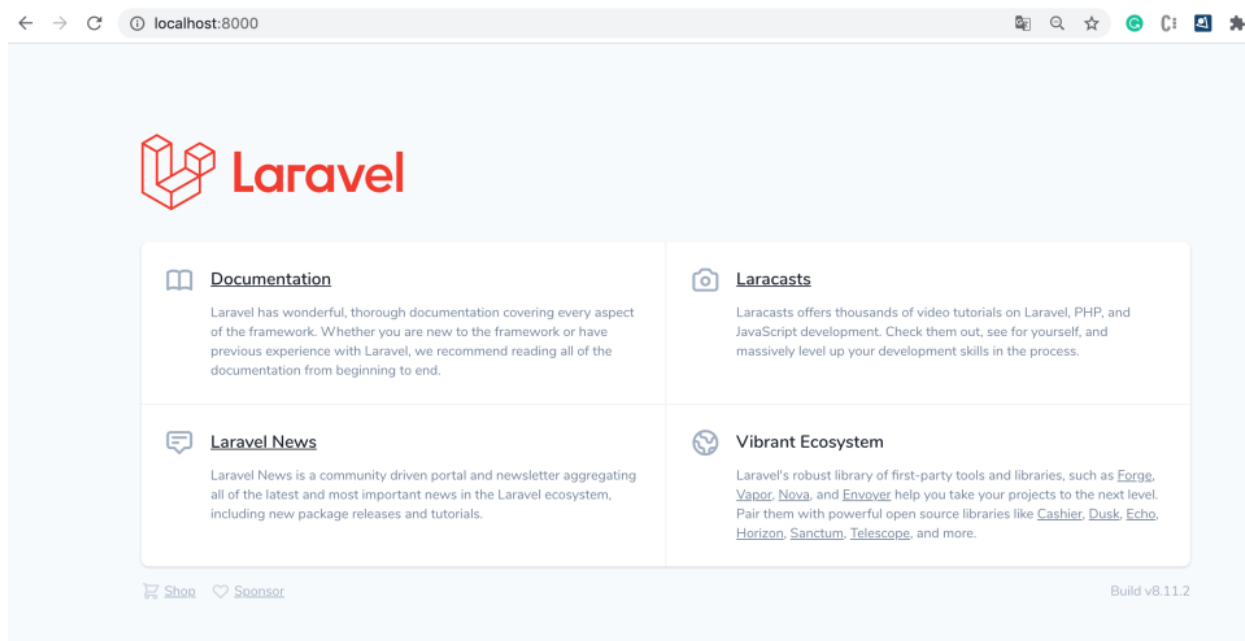 localhost:8000
Laravel
Documentation
Laravel has wonderful, thorough documentation covering every aspect
of the framework. Whether you are new to the framework or have
previous experience with Laravel, we recommend reading all of the
documentation from beginning to end.
Laracasts
Laracasts offers thousands of video tutorials on Laravel, PHP, and
JavaScript development. Check them out, see for yourself, and
massively level up your development skills in the process.
Laravel News
Laravel News is a community driven portal and newsletter aggregating
all of the latest and most important news in the Laravel ecosystem,
including new package releases and tutorials.
Vibrant Ecosystem
Laravel's robust library of first-party tools and libraries, such as Forge,
Vapor, Nova, and Envoyer help you take your projects to the next level.
Pair them with powerful open source libraries like Cashier, Dusk, Echo,
Horizon, Sanctum, Telescope, and more.
Shop
Sponsor
Build v8.11.2